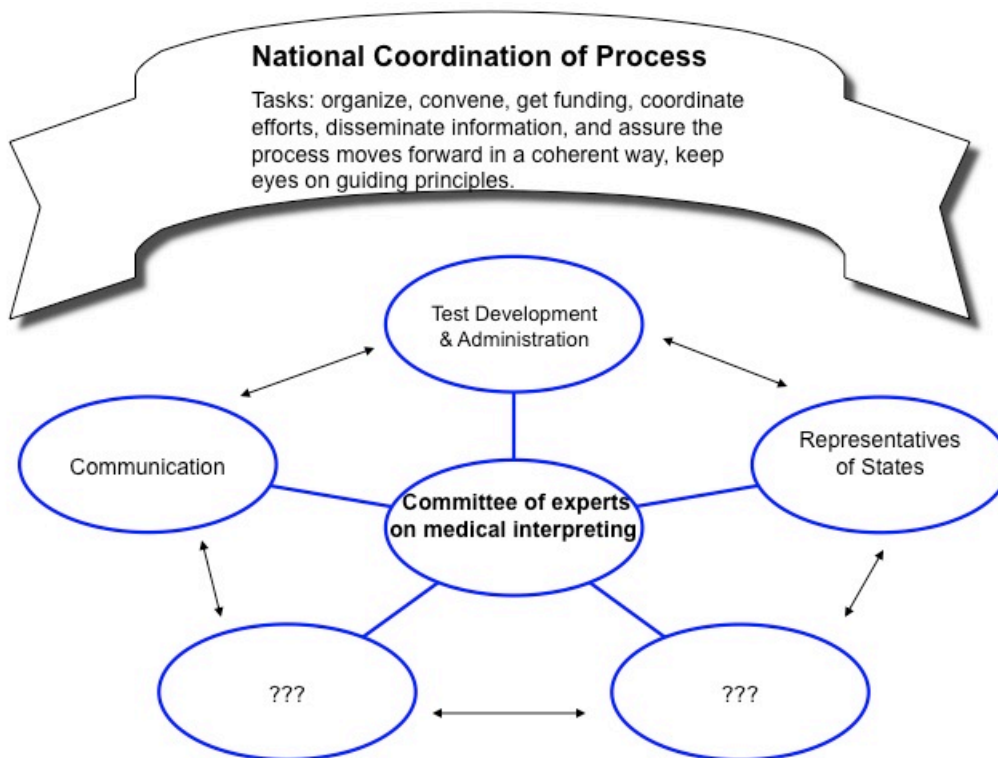 National Coordination of Process
Tasks: organize, convene, get funding, coordinate
efforts, disseminate information, and assure the
process moves forward in a coherent way, keep
eyes on guiding principles.
Test Development
& Administration
Communication
Representatives
of States
Committee of experts
on medical interpreting
???
???